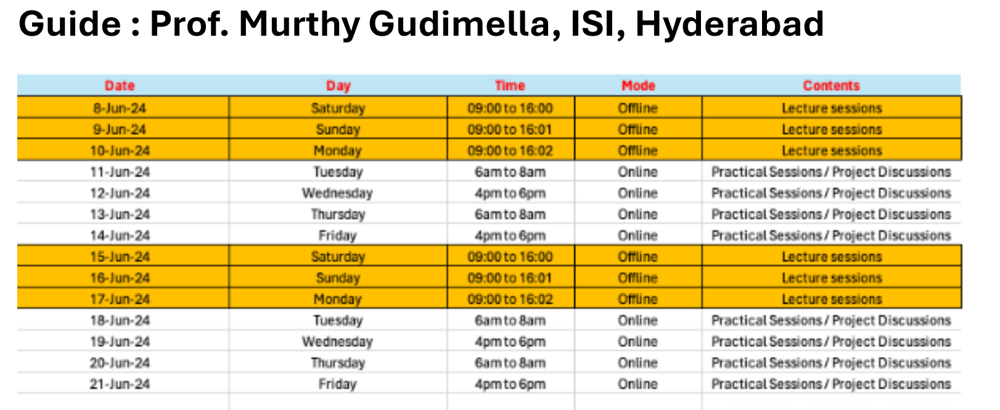 Guide : Prof. Murthy Gudimella, ISI, Hyderabad
Date Day Time Mode Contents
8-Jun-24 Saturday 09:00 to 16:00 Offline Lecture sessions
9-Jun-24 Sunday 09:00 to 16:01 Offline Lecture sessions
10-Jun-24 Monday 09:00 to 16:02 Offline Lecture sessions
11-Jun-24 Tuesday 6am to 8am Online Practical Sessions / Project Discussions
12-Jun-24 Wednesday 4pm to 6pm Online Practical Sessions / Project Discussions
13-Jun-24 Thursday 6am to 8am Online Practical Sessions / Project Discussions
14-Jun-24 Friday 4pm to 6pm Online Practical Sessions / Project Discussions
15-Jun-24 Saturday 09:00 to 16:00 Offline Lecture sessions
16-Jun-24 Sunday 09:00 to 16:01 Offline Lecture sessions
17-Jun-24 Monday 09:00 to 16:02 Offline Lecture sessions
18-Jun-24 Tuesday 6am to 8am Online Practical Sessions / Project Discussions
19-Jun-24 Wednesday 4pm to 6pm Online Practical Sessions / Project Discussions
20-Jun-24 Thursday 6am to 8am Online Practical Sessions / Project Discussions
21-Jun-24 Friday 4pm to 6pm Online Practical Sessions / Project Discussions